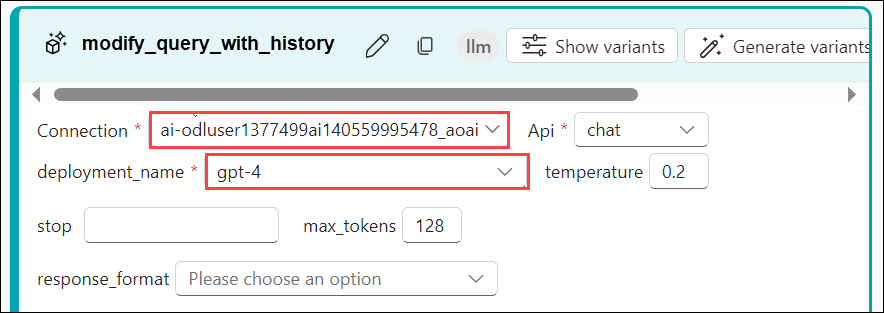 modify_query_with_history llm Show variants Generate variants
Connection * ai-odluser1377499ai140559995478_aoai Api * chat
deployment_name * gpt-4 temperature 0.2
stop max_tokens 128
response_format Please choose an option